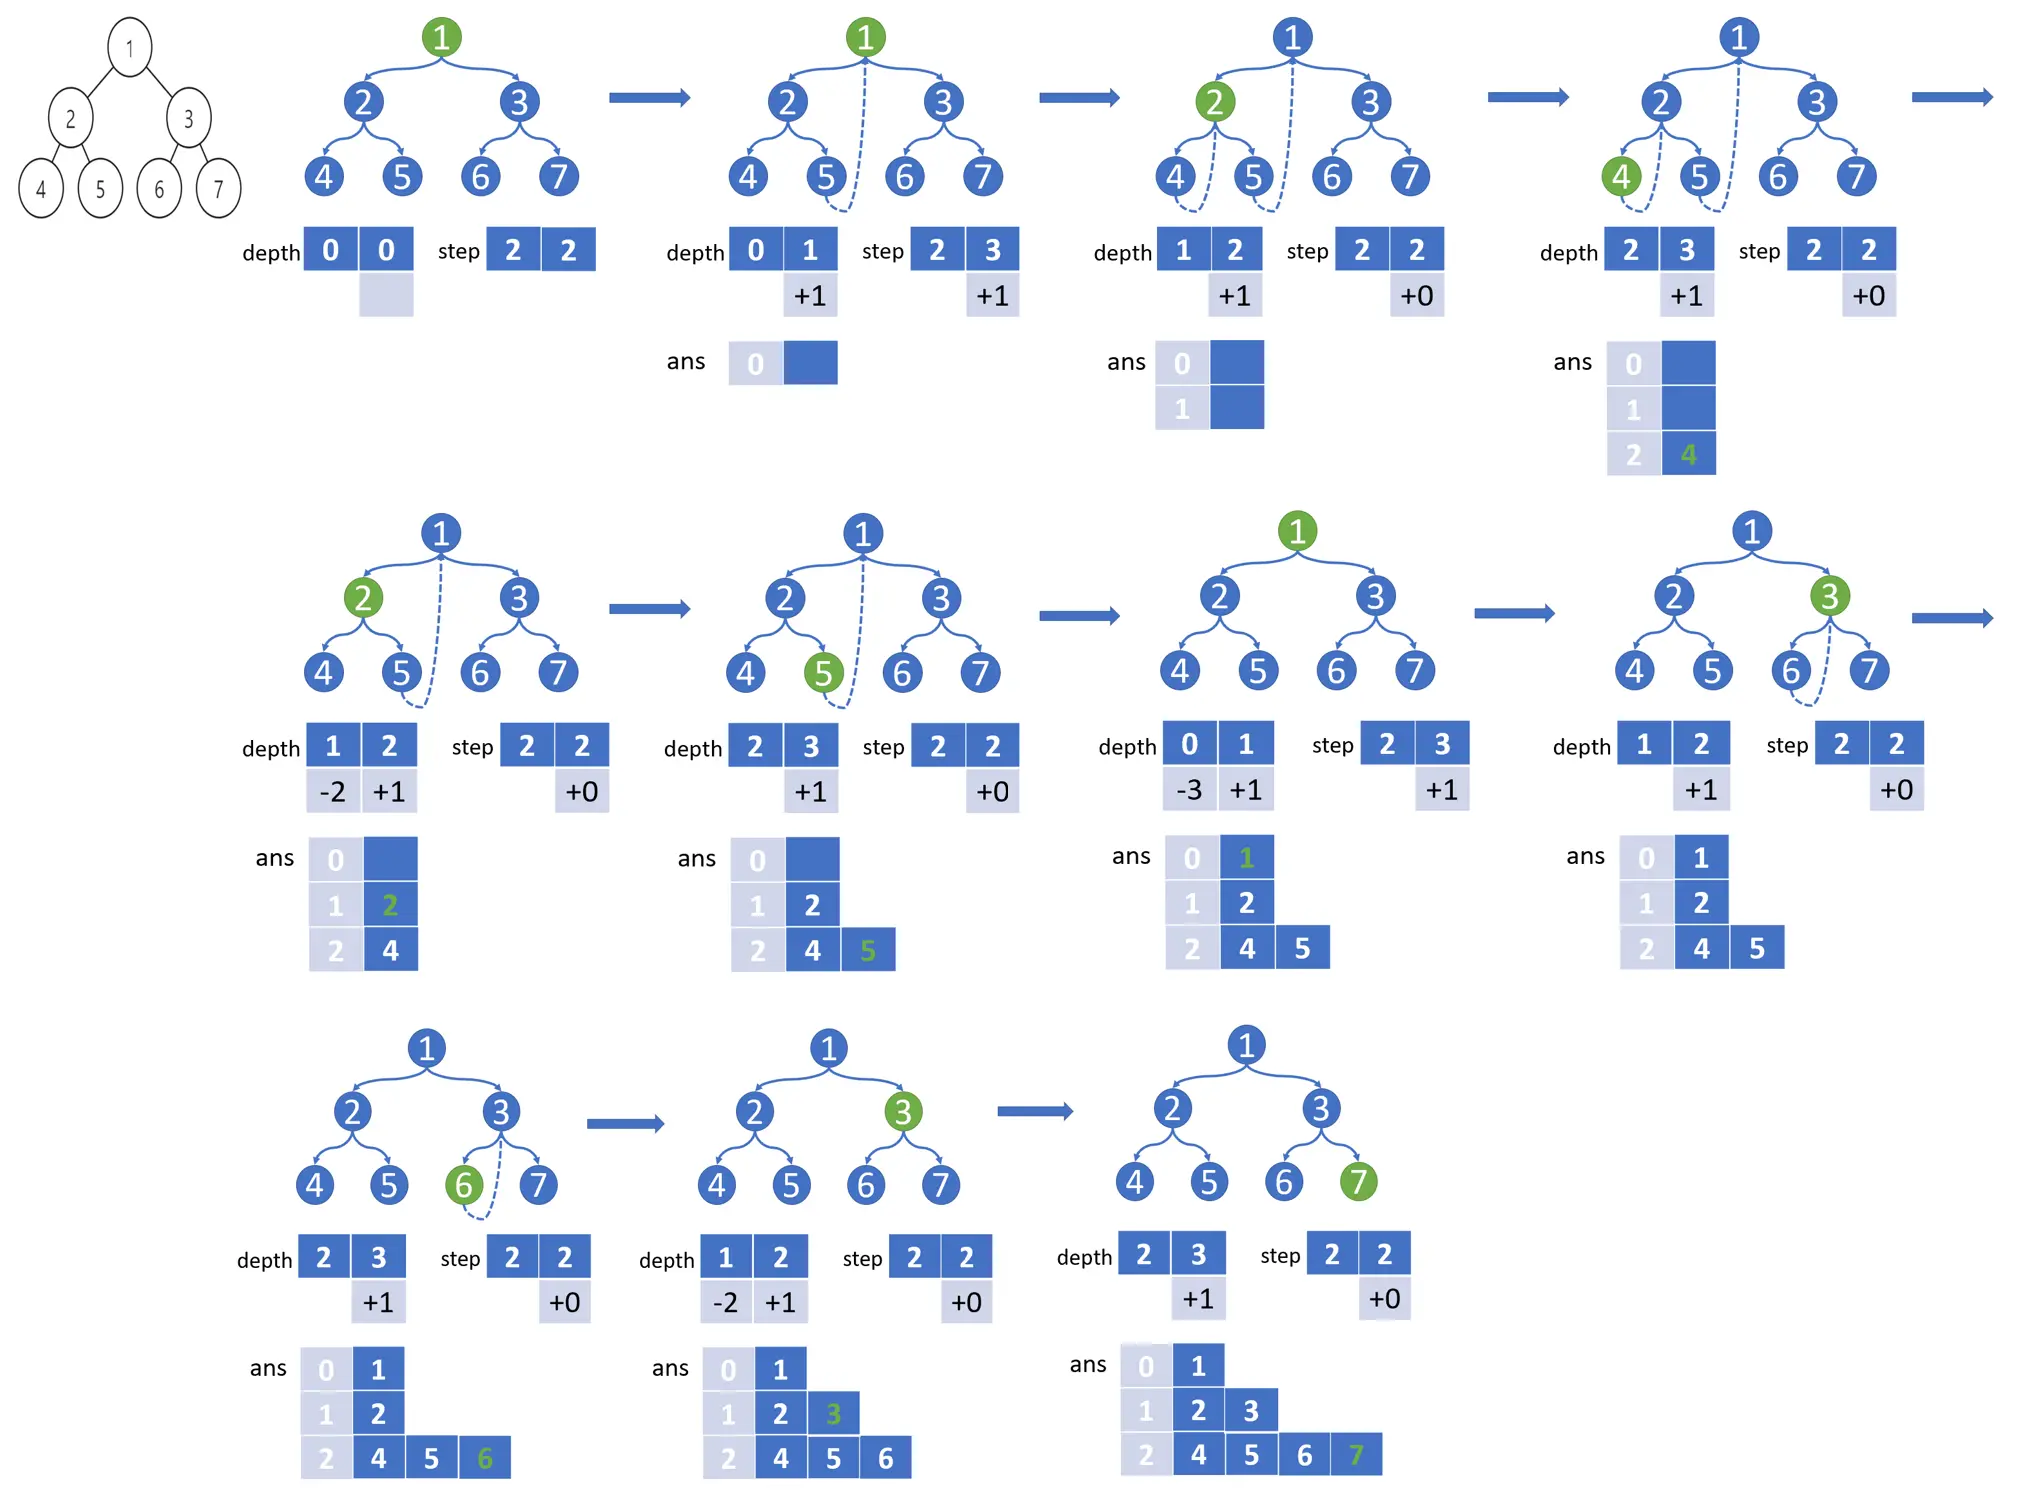 1
1
1
1
1
2 3
2 3
2 3
2 3
2 3
4 5 6 7
4 5 6 7
4 5 6 7
4 5 6 7
4 5 6 7
depth 0 0 step 2 2
depth 0 1 step 2 3
+1 +1
ans 0
depth 1 2 step 2 2
+1 +0
ans 0
1
depth 2 3 step 2 2
+1 +0
ans 0
1
2 4
1
2 3
4 5 6 7
depth 1 2 step 2 2
-2 +1 +0
ans 0
1 2
2 4
1
2 3
4 5 6 7
depth 2 3 step 2 2
+1 +0
ans 0
1 2
2 4 5
1
2 3
4 5 6 7
depth 0 1 step 2 3
-3 +1 +1
ans 0 1
1 2
2 4 5
1
2 3
4 5 6 7
depth 1 2 step 2 2
+1 +0
ans 0 1
1 2
2 4 5
1
2 3
4 5 6 7
depth 2 3 step 2 2
+1 +0
ans 0 1
1 2
2 4 5 6
1
2 3
4 5 6 7
depth 1 2 step 2 2
-2 +1 +0
ans 0 1
1 2 3
2 4 5 6
1
2 3
4 5 6 7
depth 2 3 step 2 2
+1 +0
ans 0 1
1 2 3
2 4 5 6 7